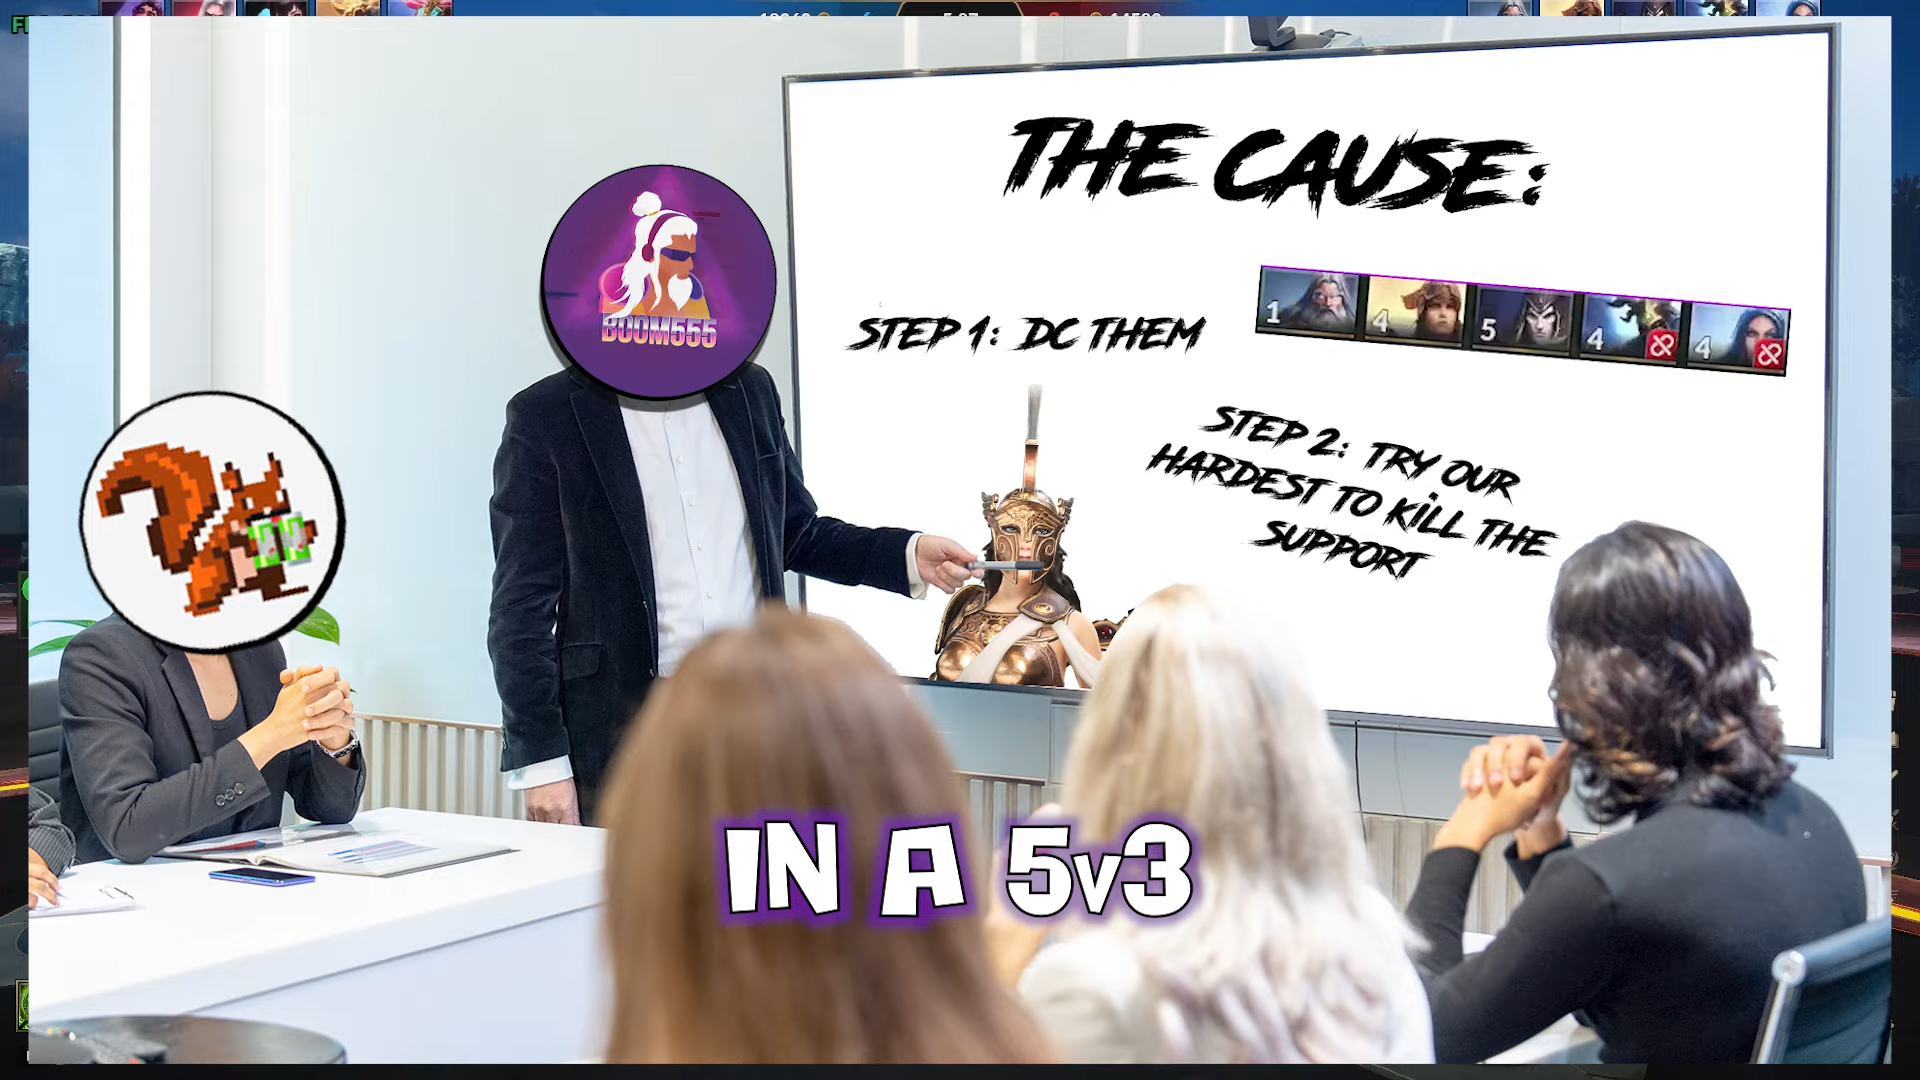 THE CAUSE:
BOOM555
STEP 1: DC THEM
1 4 5 4 4
STEP 2: TRY OUR
HARDEST TO KILL THE
SUPPORT
IN A 5v3